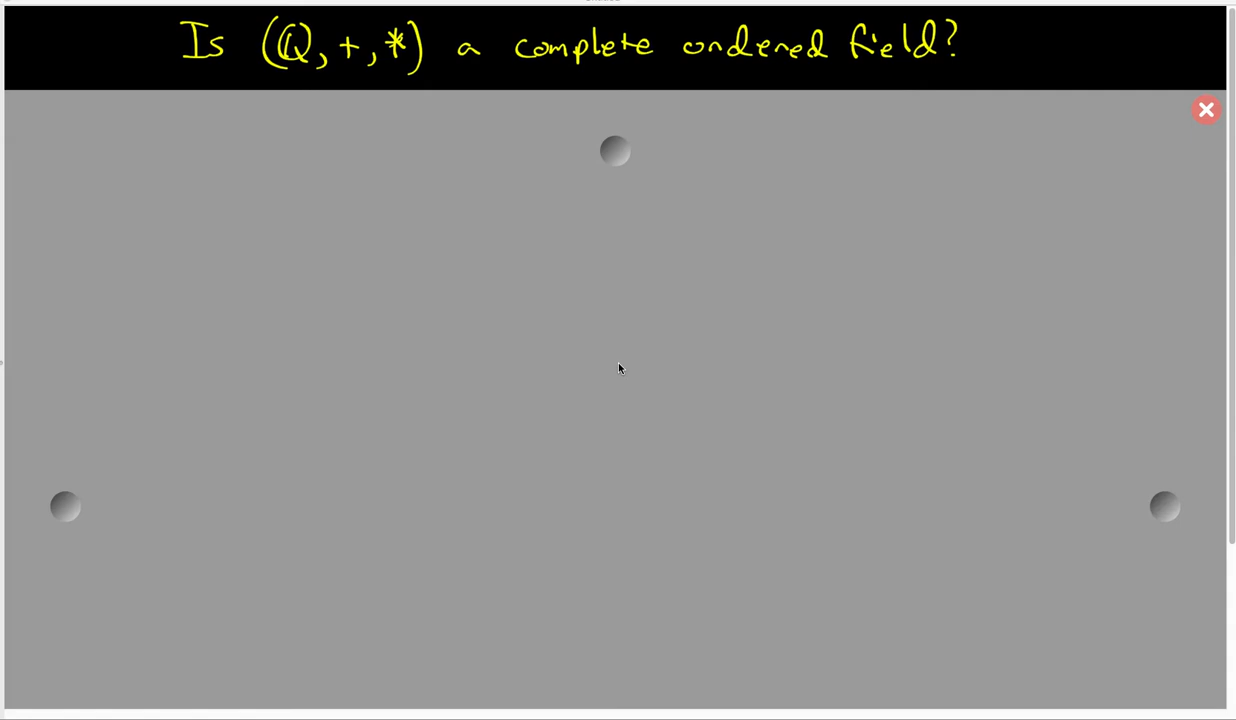 Is (ℚ, +, *) a complete ordered field?